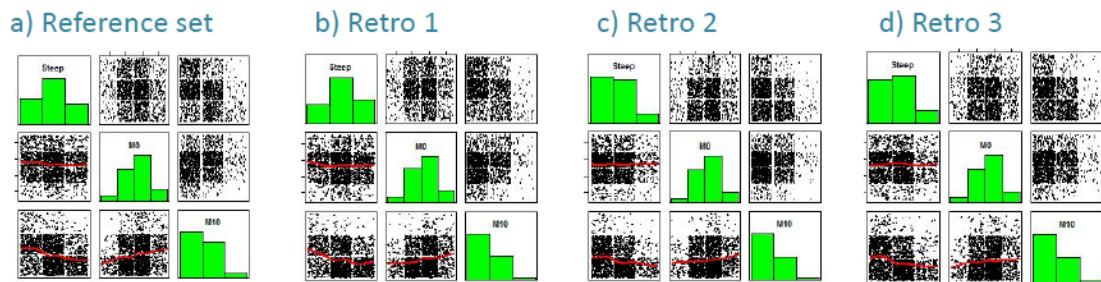 a) Reference set
b) Retro 1
c) Retro 2
d) Retro 3
Steep
M0
M10
Steep
M0
M10
Steep
M0
M10
Steep
M0
M10